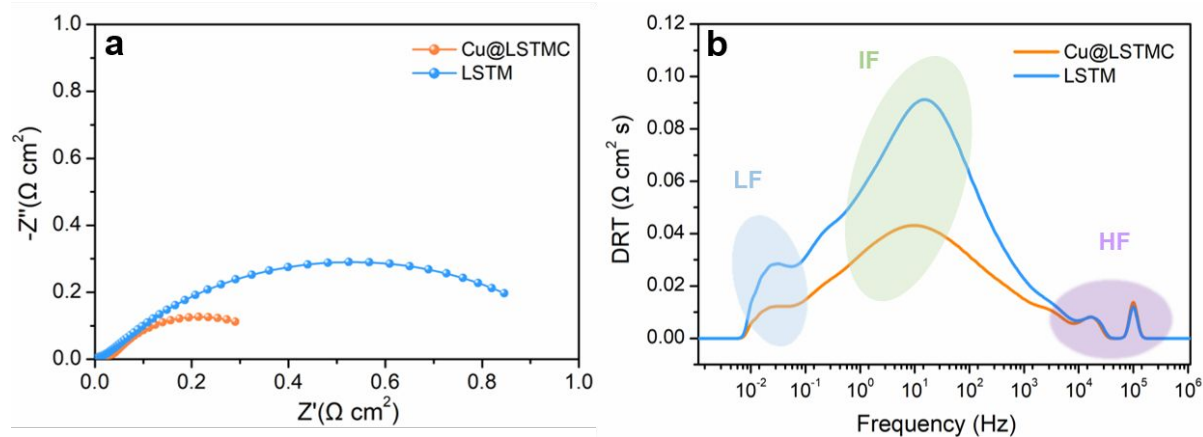 a
Cu@LSTMC
LSTM
-Z"(Ω cm²)
1.0
0.8
0.6
0.4
0.2
0.0
0.0 0.2 0.4 0.6 0.8 1.0
Z'(Ω cm²)
b
IF
Cu@LSTMC
LSTM
LF
HF
DRT (Ω cm² s)
0.12
0.10
0.08
0.06
0.04
0.02
0.00
10⁻² 10⁻¹ 10⁰ 10¹ 10² 10³ 10⁴ 10⁵ 10⁶
Frequency (Hz)